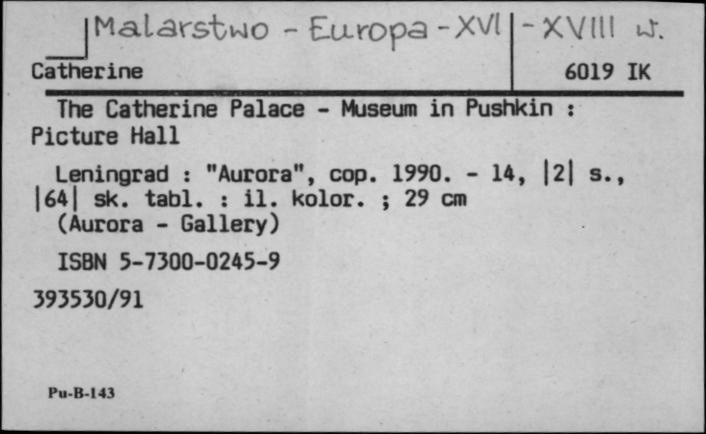 Malarstwo - Europa - XVI - XVIII w.
Catherine 6019 IK
The Catherine Palace - Museum in Pushkin :
Picture Hall
Leningrad : "Aurora", cop. 1990. - 14, |2| s.,
|64| sk. tabl. : il. kolor. ; 29 cm
(Aurora - Gallery)
ISBN 5-7300-0245-9
393530/91
Pu-B-143